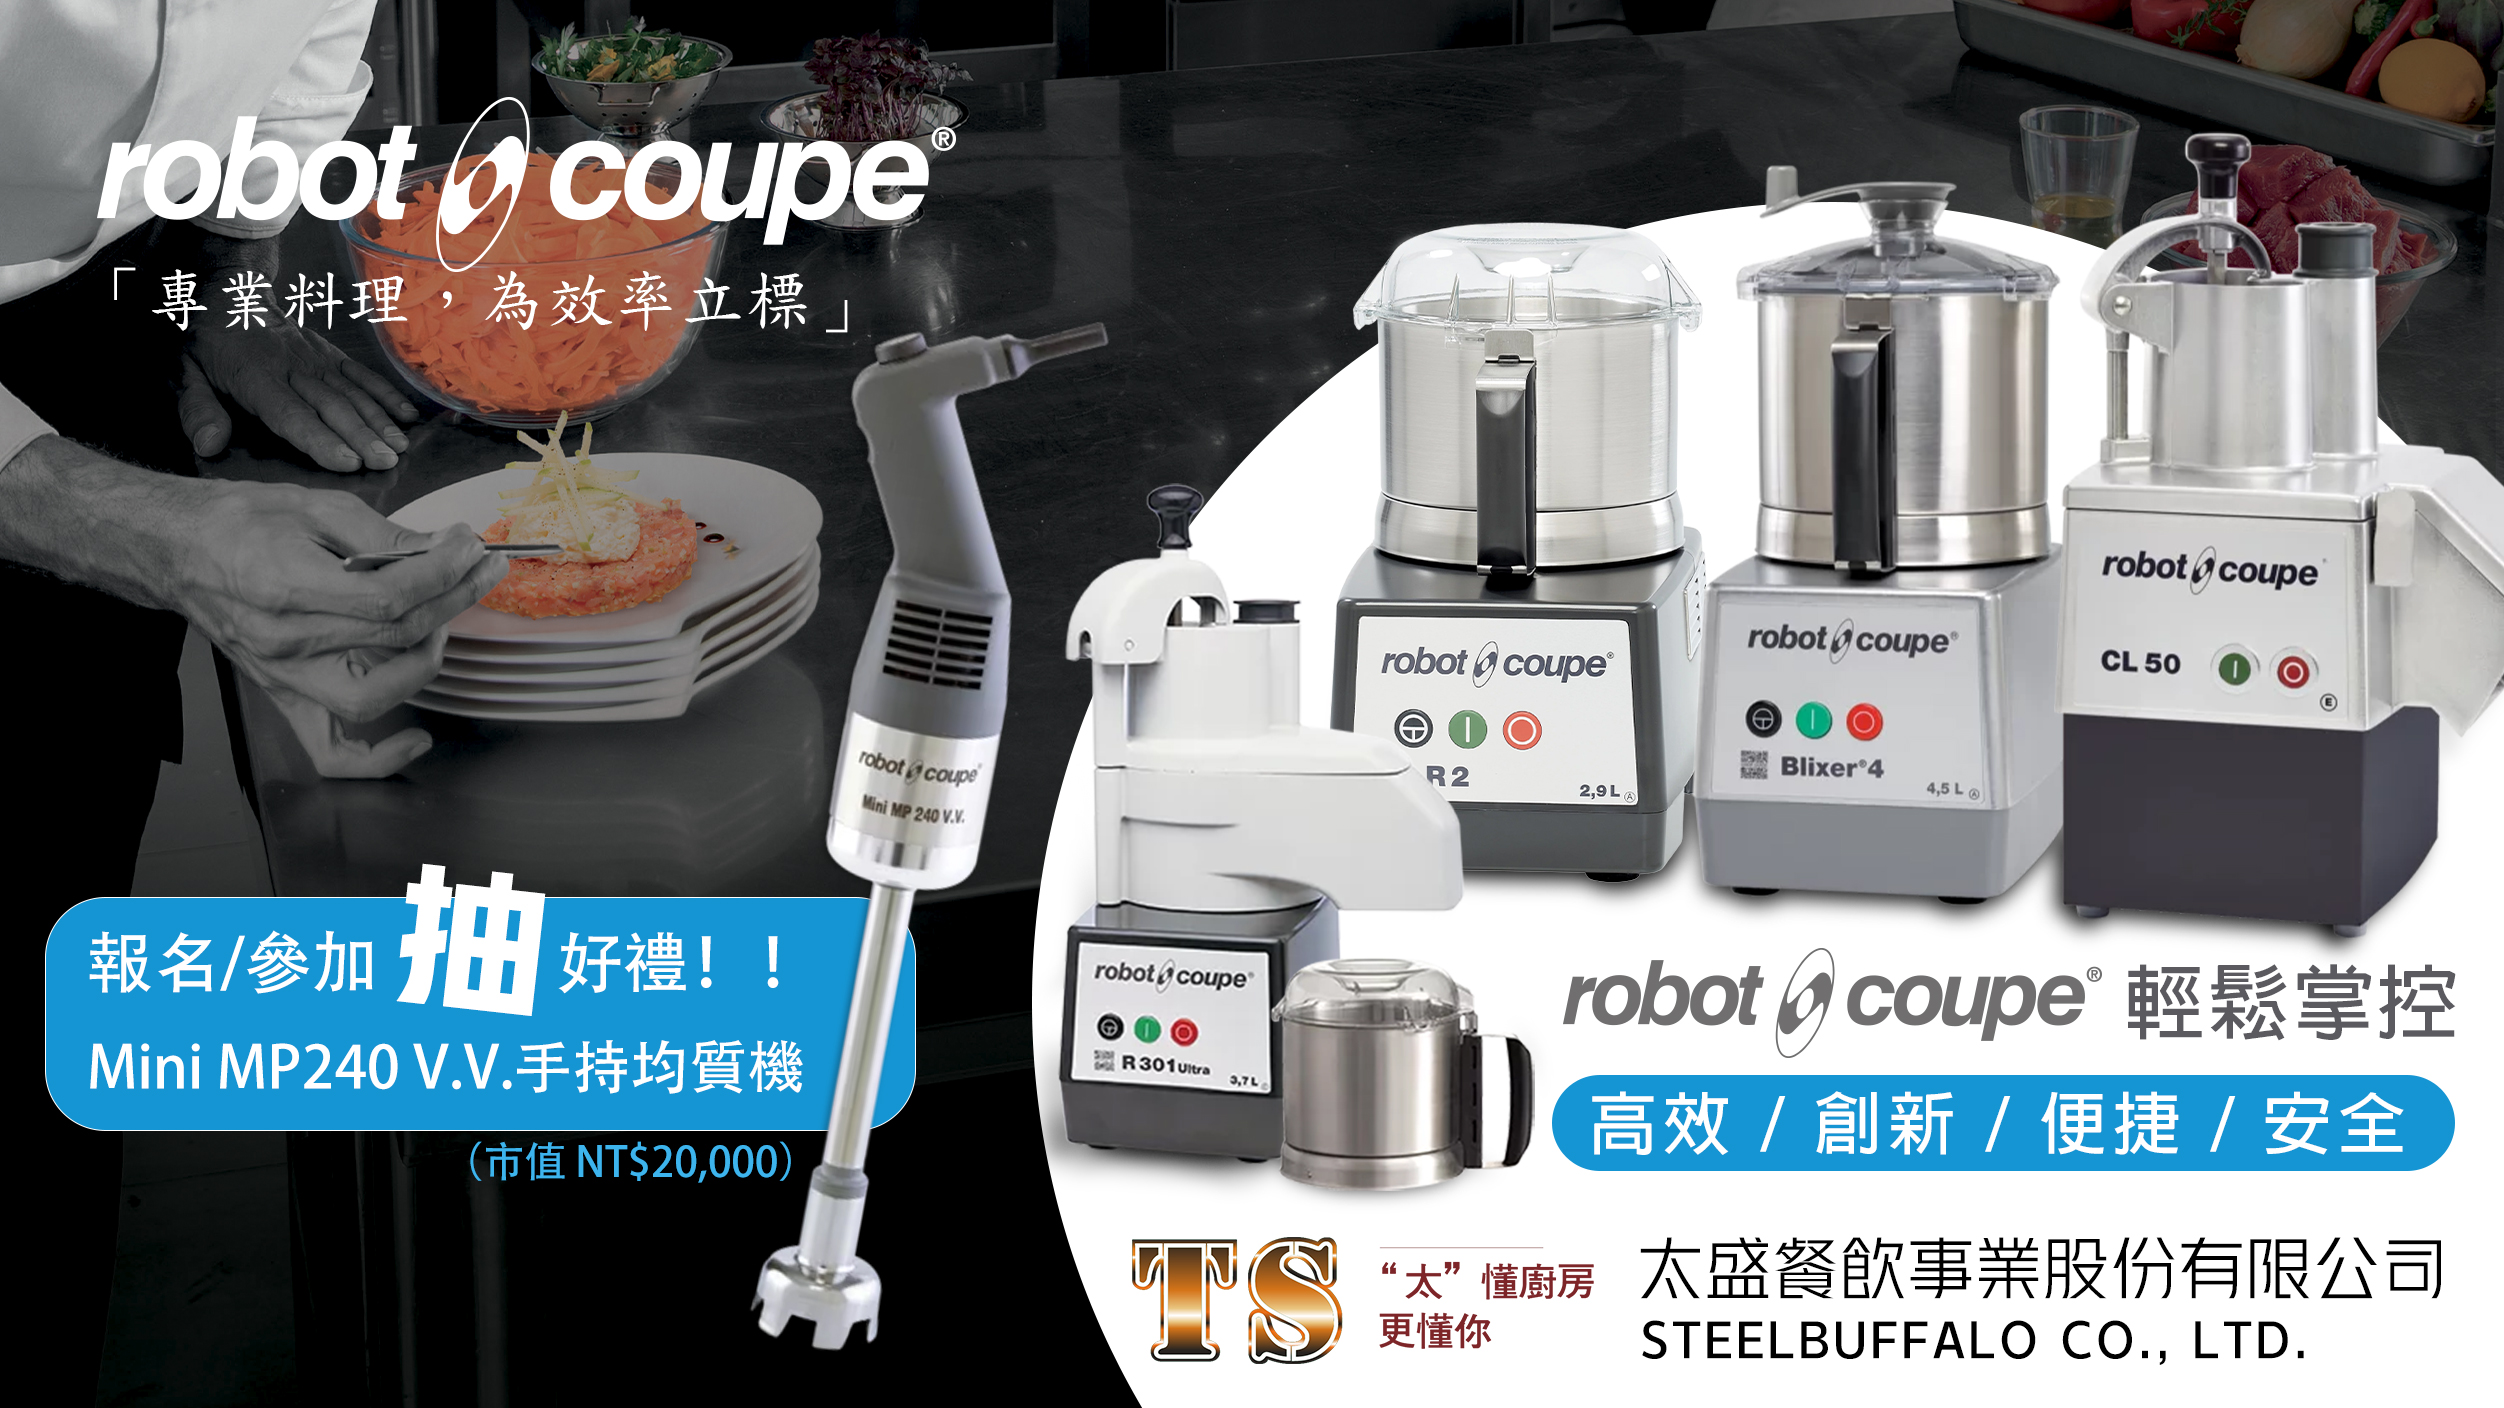 robot coupe®
「專業料理，為效率立標」
報名/參加 抽 好禮！！
Mini MP240 V.V.手持均質機
（市值 NT$20,000）
robot coupe®
Mini MP 240 V.V.
robot coupe®
R 2
2,9 L
robot coupe®
Blixer®4
4,5 L
robot coupe
CL 50
E
robot coupe®
R 301 Ultra
3,7 L
robot coupe® 輕鬆掌控
高效 / 創新 / 便捷 / 安全
TS
“太”懂廚房
更懂你
太盛餐飲事業股份有限公司
STEELBUFFALO CO., LTD.